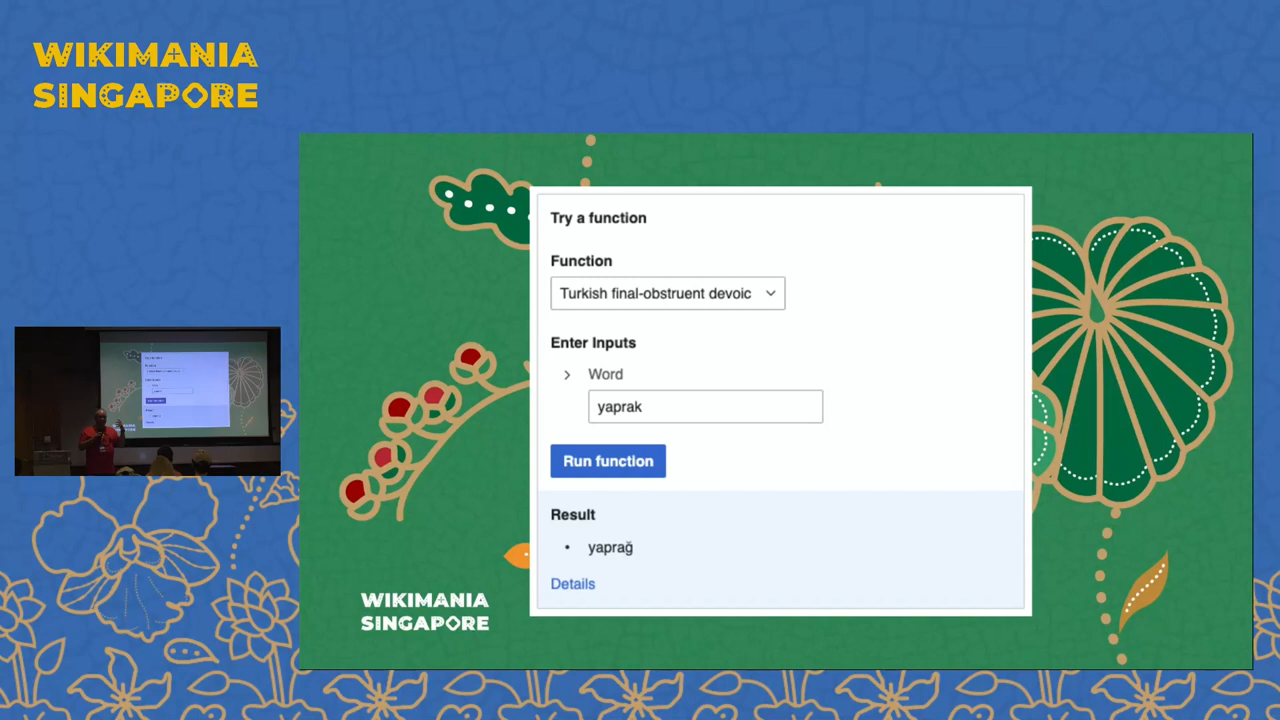 WIKIMANIA
SINGAPORE
Try a function
Function
Turkish final-obstruent devoic
Enter Inputs
Word
yaprak
Run function
Result
• yaprağ
Details
WIKIMANIA
SINGAPORE